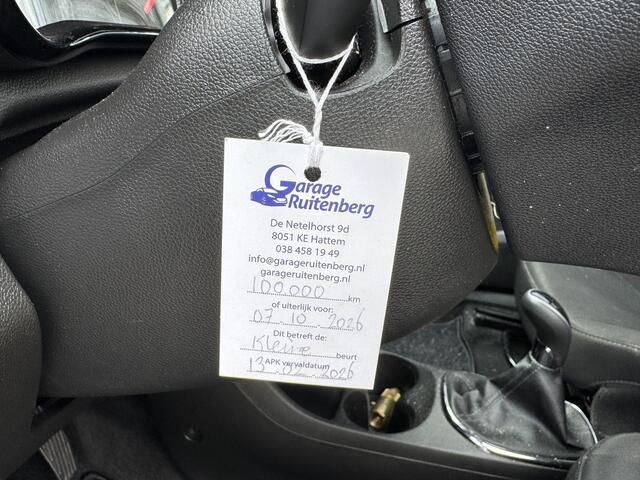 Garage
Ruitenberg
De Netelhorst 9d
8051 KE Hattem
038 458 19 49
info@garageruitenberg.nl
garageruitenberg.nl
100.000 km
of uiterlijk voor:
07.10.2026
Dit betreft de:
Kleine beurt
APK vervaldatum
13.02.2026